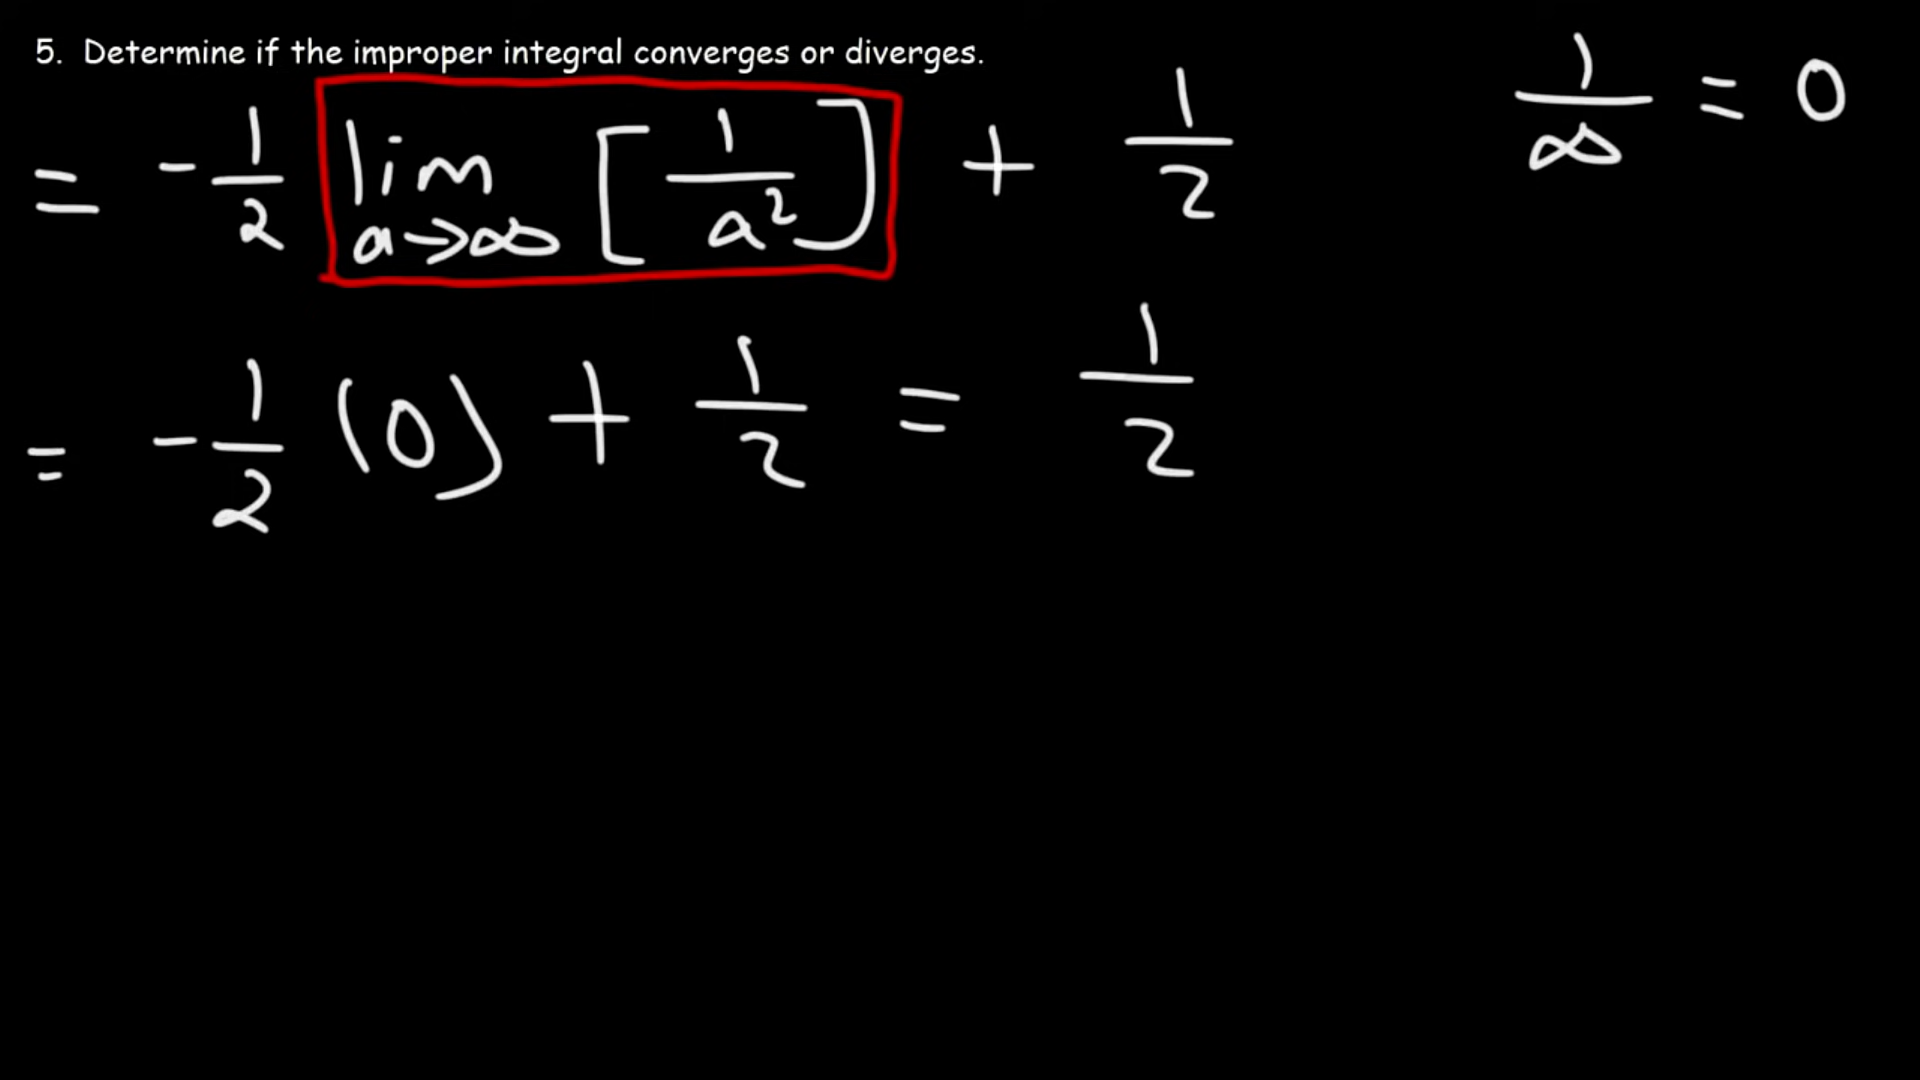 5. Determine if the improper integral converges or diverges.
= -1/2 lim a→∞ [1/a²] + 1/2
1/∞ = 0
= -1/2 (0) + 1/2 = 1/2